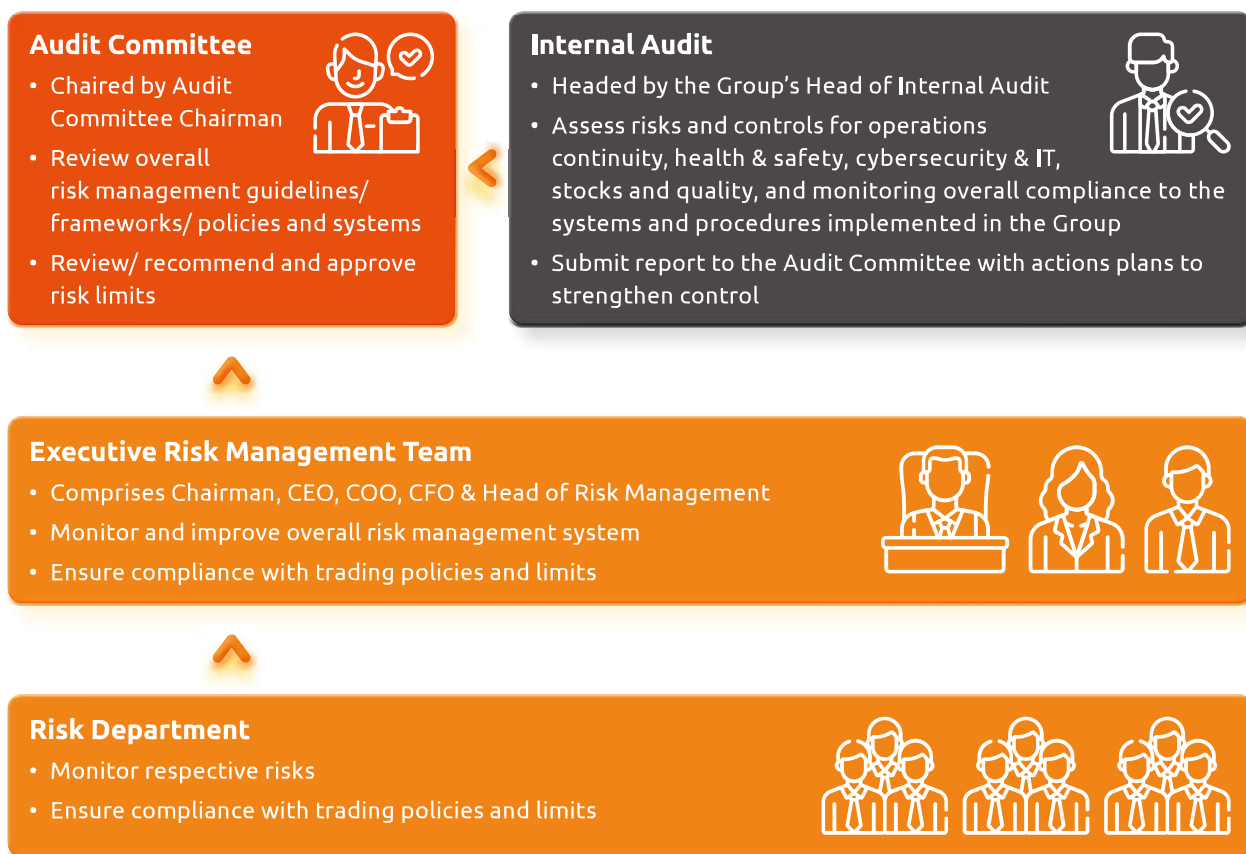 Audit Committee
• Chaired by Audit
Committee Chairman
• Review overall
risk management guidelines/
frameworks/ policies and systems
• Review/ recommend and approve
risk limits
Internal Audit
• Headed by the Group's Head of Internal Audit
• Assess risks and controls for operations
continuity, health & safety, cybersecurity & IT,
stocks and quality, and monitoring overall compliance to the
systems and procedures implemented in the Group
• Submit report to the Audit Committee with actions plans to
strengthen control
Executive Risk Management Team
• Comprises Chairman, CEO, COO, CFO & Head of Risk Management
• Monitor and improve overall risk management system
• Ensure compliance with trading policies and limits
Risk Department
• Monitor respective risks
• Ensure compliance with trading policies and limits